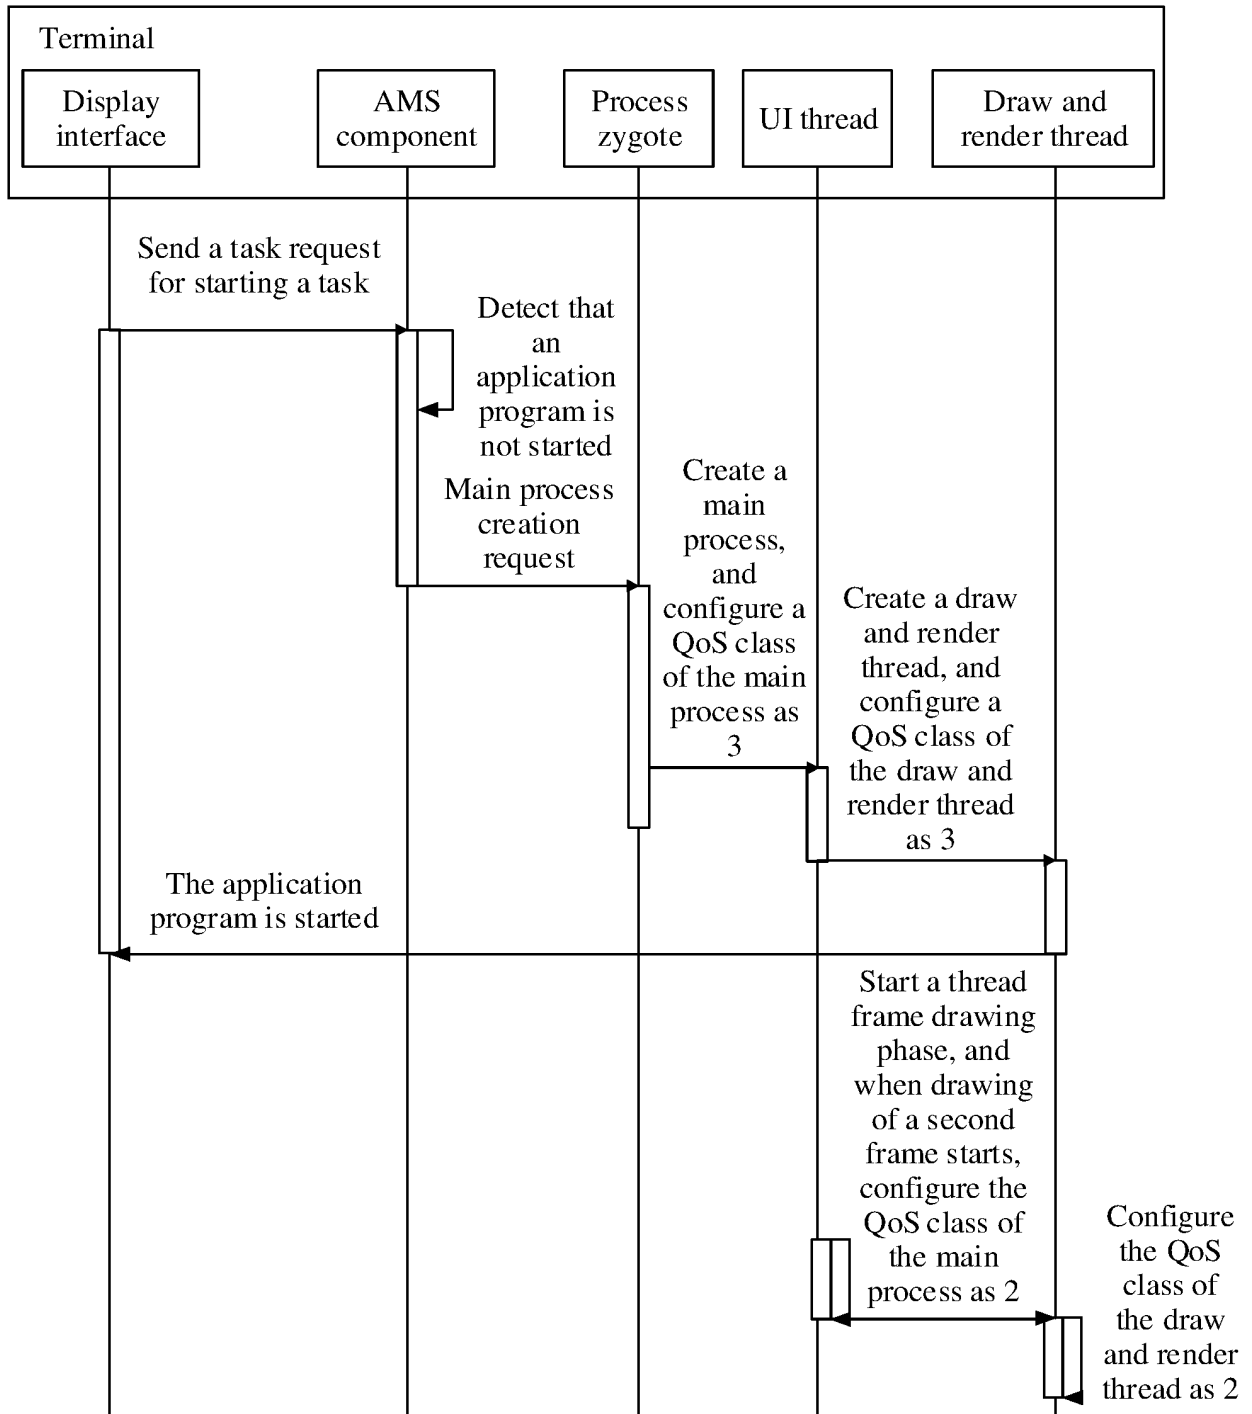 Terminal
Display
interface
AMS
component
Process
zygote
UI thread
Draw and
render thread
Send a task request
for starting a task
Detect that
an
application
program is
not started
Main process
creation
request
Create a
main
process,
and
configure a
QoS class
of the main
process as
3
Create a draw
and render
thread, and
configure a
QoS class of
the draw and
render thread
as 3
The application
program is started
Start a thread
frame drawing
phase, and
when drawing
of a second
frame starts,
configure the
QoS class of
the main
process as 2
Configure
the QoS
class of
the draw
and render
thread as 2